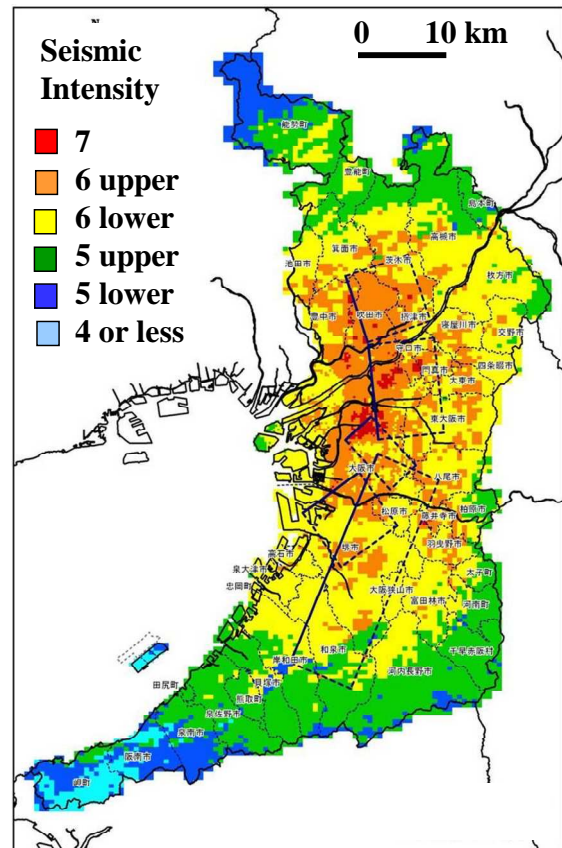 Seismic
Intensity
7
6 upper
6 lower
5 upper
5 lower
4 or less
0 10 km
能勢町
豊能町
島本町
高槻市
箕面市
茨木市
池田市
枚方市
豊中市
吹田市
摂津市
寝屋川市
交野市
守口市
門真市
四条畷市
大東市
東大阪市
大阪市
八尾市
松原市
藤井寺市
柏原市
堺市
羽曳野市
高石市
太子町
泉大津市
大阪狭山市
富田林市
河南町
忠岡町
千早赤阪村
和泉市
岸和田市
河内長野市
貝塚市
田尻町
熊取町
泉佐野市
泉南市
阪南市
岬町